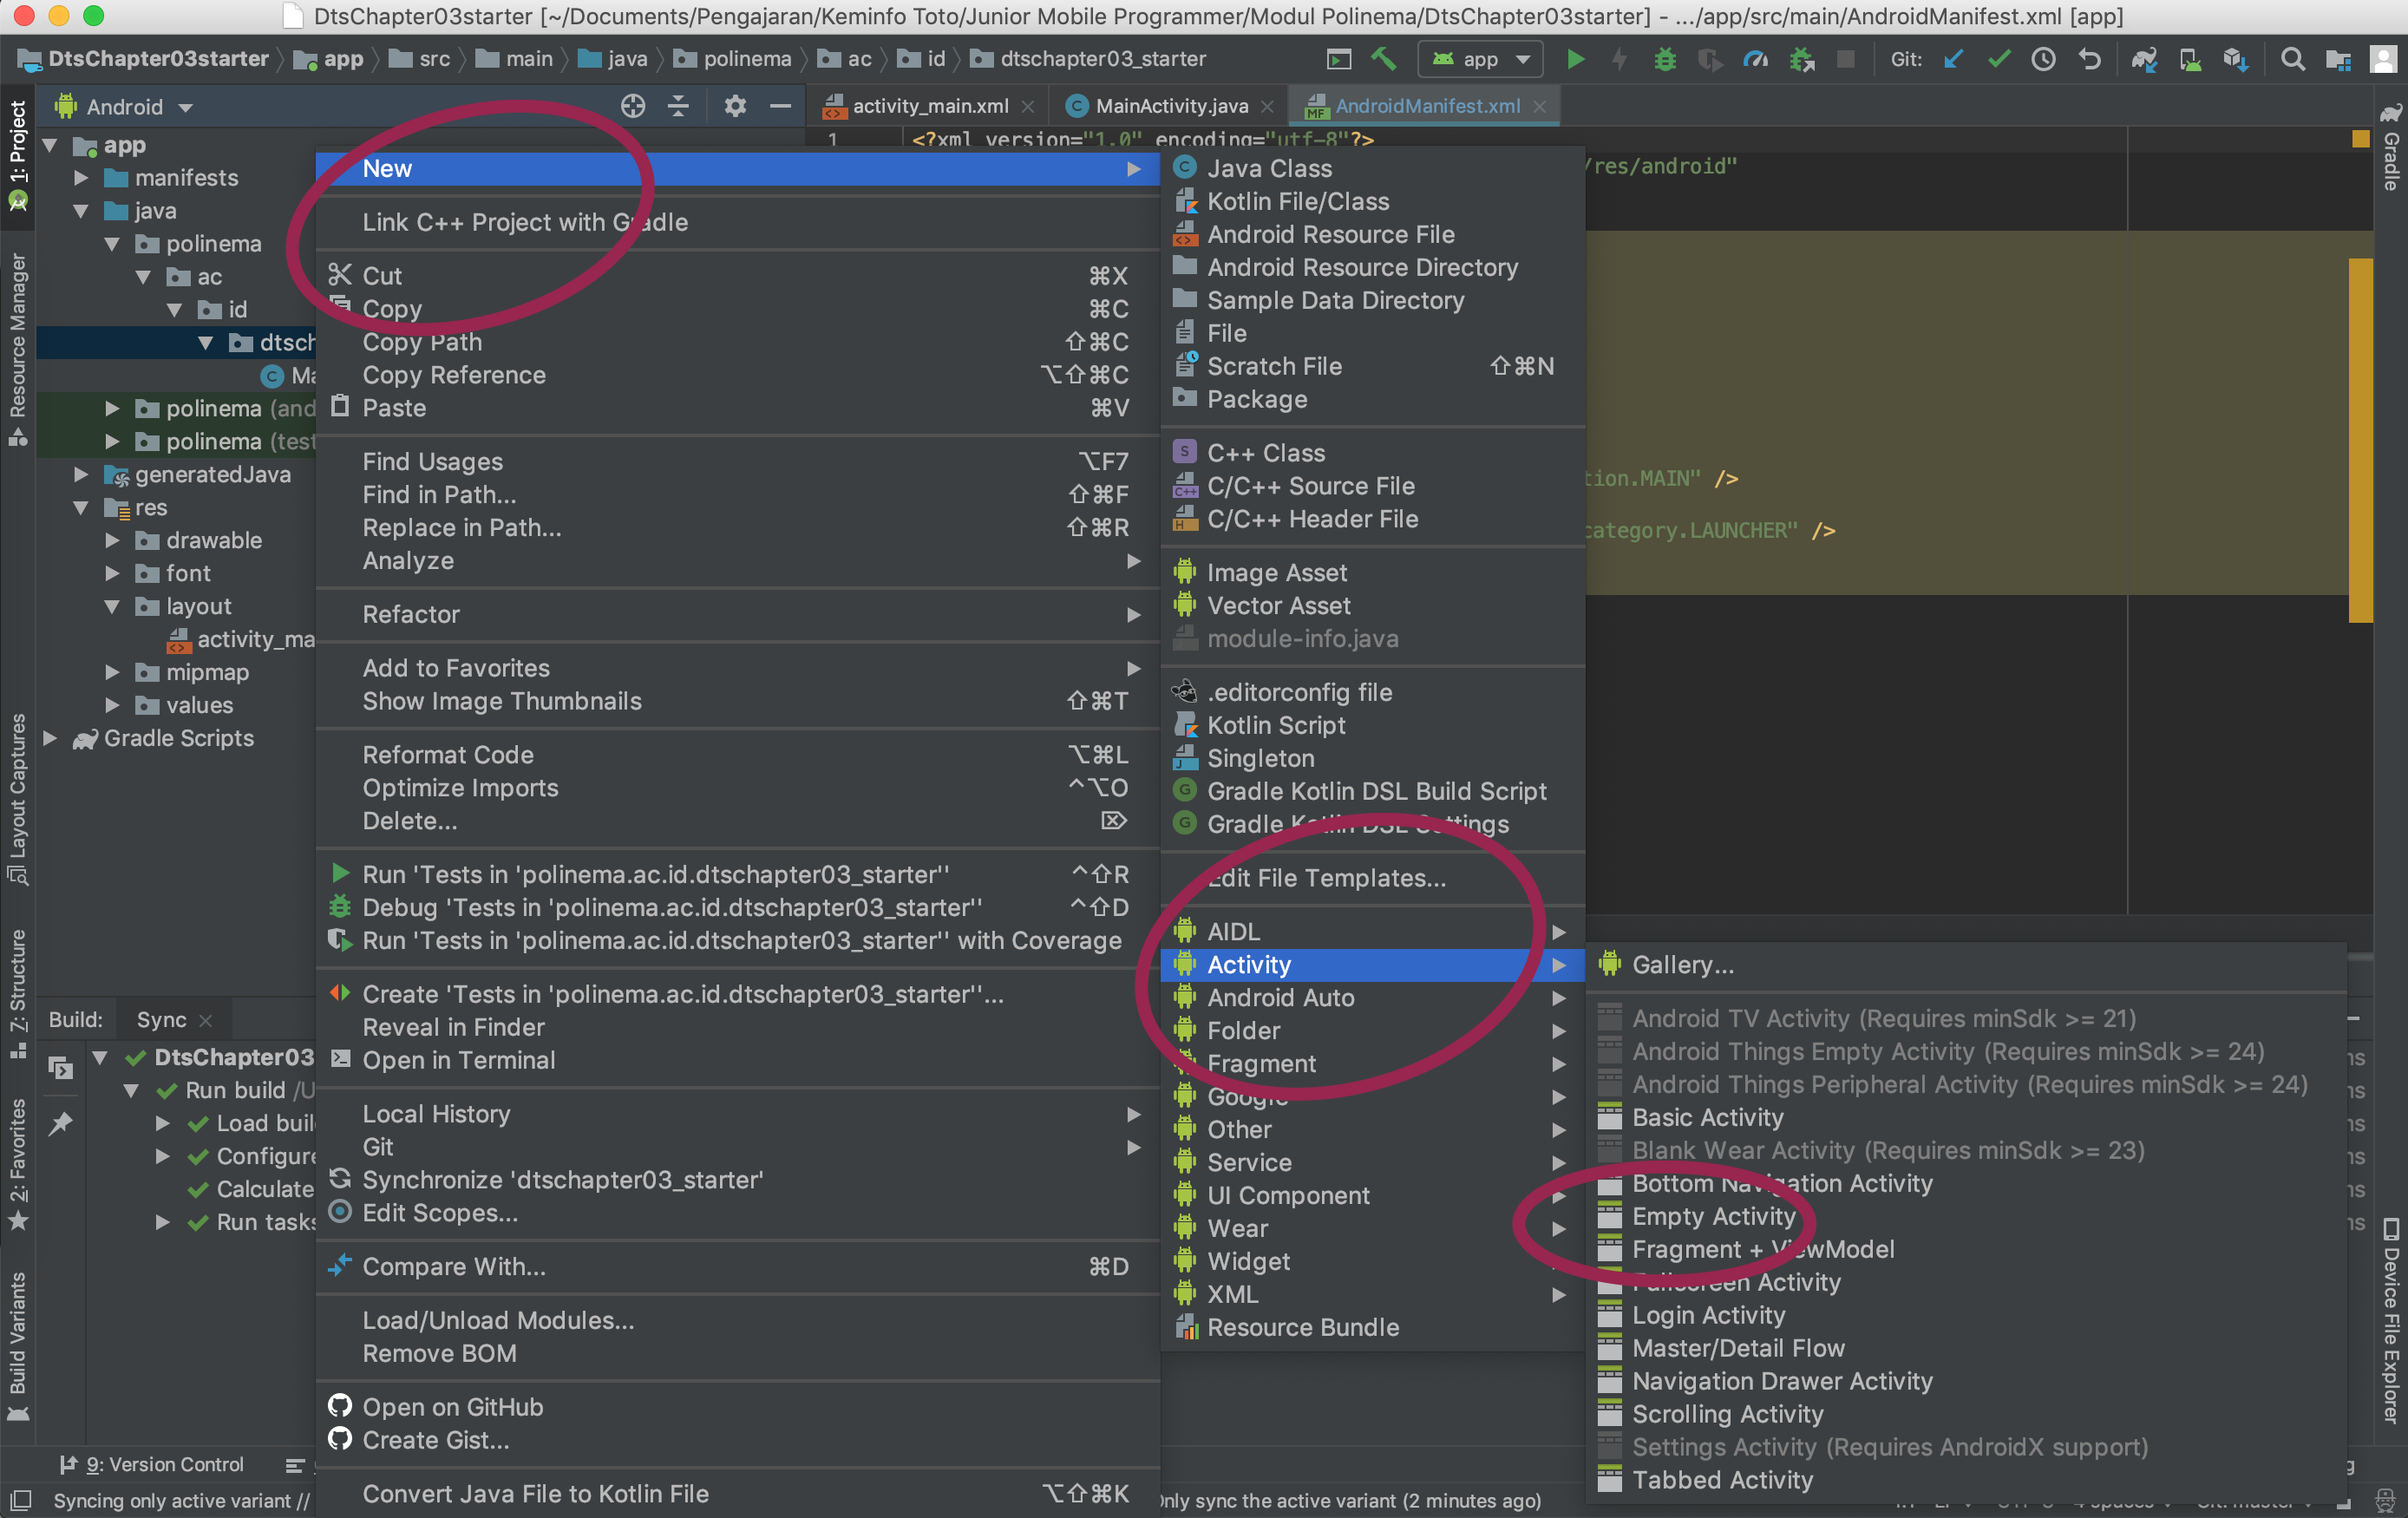 DtsChapter03starter [~/Documents/Pengajaran/Keminfo Toto/Junior Mobile Programmer/Modul Polinema/DtsChapter03starter] - .../app/src/main/AndroidManifest.xml [app]
DtsChapter03starter app src main java polinema ac id dtschapter03_starter app Git:
1: Project
Resource Manager
Layout Captures
7: Structure
2: Favorites
Build Variants
Android
app
manifests
java
polinema
ac
id
dtsch
Ma
polinema (and
polinema (test
generatedJava
res
drawable
font
layout
activity_ma
mipmap
values
Gradle Scripts
Build: Sync
DtsChapter03
Run build /U
Load buil
Configure
Calculate
Run tasks
9: Version Control
Syncing only active variant //
activity_main.xml MainActivity.java AndroidManifest.xml
1 <?xml version="1.0" encoding="utf-8"?>
/res/android"
tion.MAIN" />
category.LAUNCHER" />
New
Link C++ Project with Gradle
Cut ⌘X
Copy ⌘C
Copy Path ⇧⌘C
Copy Reference ⌥⇧⌘C
Paste ⌘V
Find Usages ⌥F7
Find in Path... ⇧⌘F
Replace in Path... ⇧⌘R
Analyze
Refactor
Add to Favorites
Show Image Thumbnails ⇧⌘T
Reformat Code ⌥⌘L
Optimize Imports ^⌥O
Delete... ⌦
Run 'Tests in 'polinema.ac.id.dtschapter03_starter'' ^⇧R
Debug 'Tests in 'polinema.ac.id.dtschapter03_starter'' ^⇧D
Run 'Tests in 'polinema.ac.id.dtschapter03_starter'' with Coverage
Create 'Tests in 'polinema.ac.id.dtschapter03_starter''...
Reveal in Finder
Open in Terminal
Local History
Git
Synchronize 'dtschapter03_starter'
Edit Scopes...
Compare With... ⌘D
Load/Unload Modules...
Remove BOM
Open on GitHub
Create Gist...
Convert Java File to Kotlin File ⌥⇧⌘K
Java Class
Kotlin File/Class
Android Resource File
Android Resource Directory
Sample Data Directory
File
Scratch File ⇧⌘N
Package
C++ Class
C/C++ Source File
C/C++ Header File
Image Asset
Vector Asset
module-info.java
.editorconfig file
Kotlin Script
Singleton
Gradle Kotlin DSL Build Script
Gradle Kotlin DSL Settings
Edit File Templates...
AIDL
Activity
Android Auto
Folder
Fragment
Google
Other
Service
UI Component
Wear
Widget
XML
Resource Bundle
Only sync the active variant (2 minutes ago)
Gallery...
Android TV Activity (Requires minSdk >= 21)
Android Things Empty Activity (Requires minSdk >= 24)
Android Things Peripheral Activity (Requires minSdk >= 24)
Basic Activity
Blank Wear Activity (Requires minSdk >= 23)
Bottom Navigation Activity
Empty Activity
Fragment + ViewModel
Fullscreen Activity
Login Activity
Master/Detail Flow
Navigation Drawer Activity
Scrolling Activity
Settings Activity (Requires AndroidX support)
Tabbed Activity
Gradle
Device File Explorer